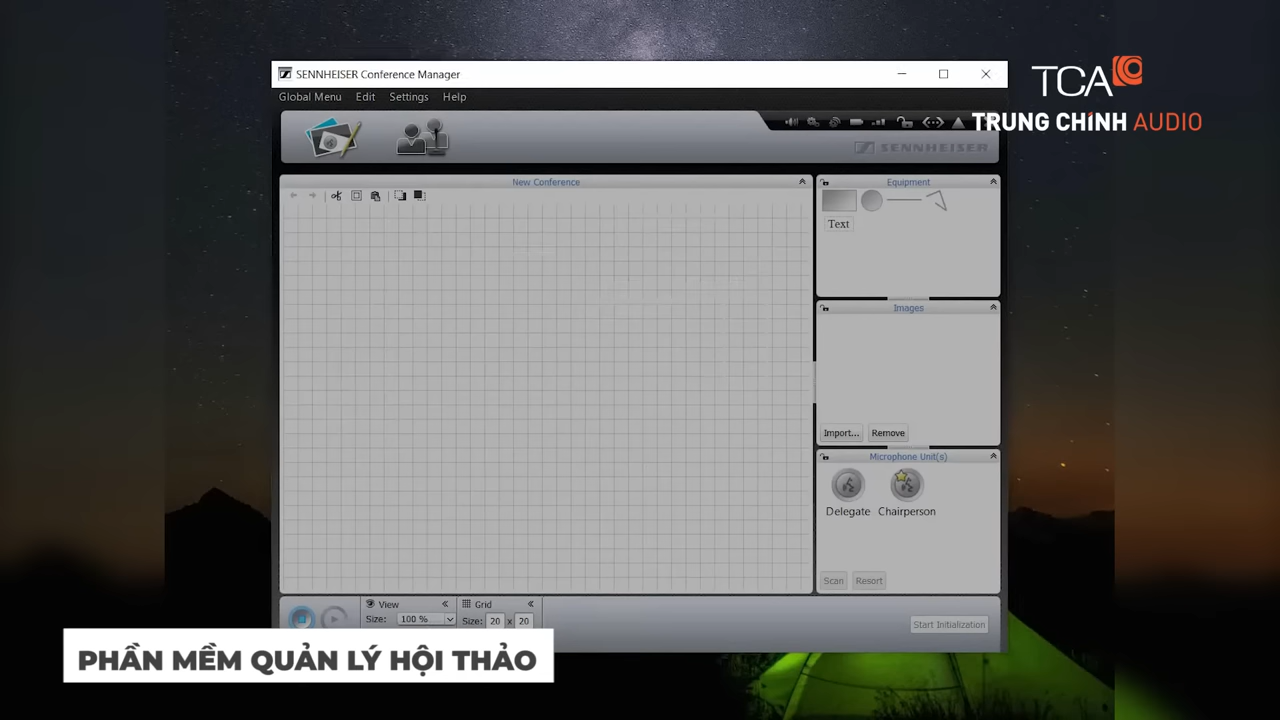 SENNHEISER Conference Manager
TCA
TRUNG CHÍNH AUDIO
Global Menu Edit Settings Help
SENNHEISER
New Conference
Equipment
Text
Images
Import... Remove
Microphone Unit(s)
Delegate Chairperson
Scan Resort
View
Size: 100 %
Grid
Size: 20 x 20
Start Initialization
PHẦN MỀM QUẢN LÝ HỘI THẢO